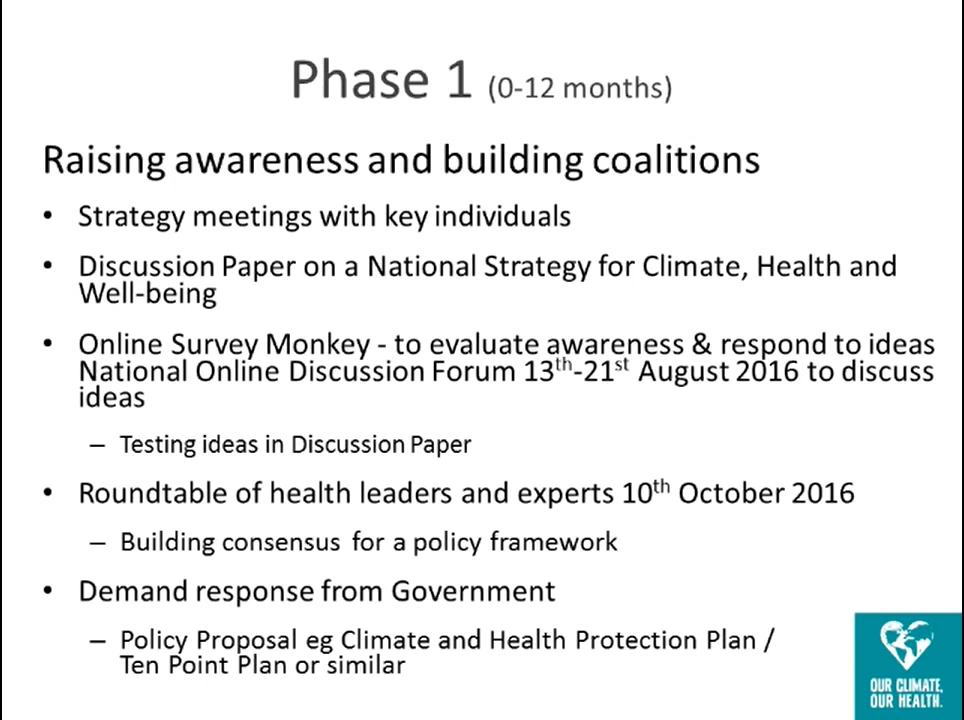 Phase 1 (0-12 months)
Raising awareness and building coalitions
• Strategy meetings with key individuals
• Discussion Paper on a National Strategy for Climate, Health and
Well-being
• Online Survey Monkey - to evaluate awareness & respond to ideas
National Online Discussion Forum 13th-21st August 2016 to discuss
ideas
– Testing ideas in Discussion Paper
• Roundtable of health leaders and experts 10th October 2016
– Building consensus for a policy framework
• Demand response from Government
– Policy Proposal eg Climate and Health Protection Plan /
Ten Point Plan or similar
OUR CLIMATE,
OUR HEALTH.